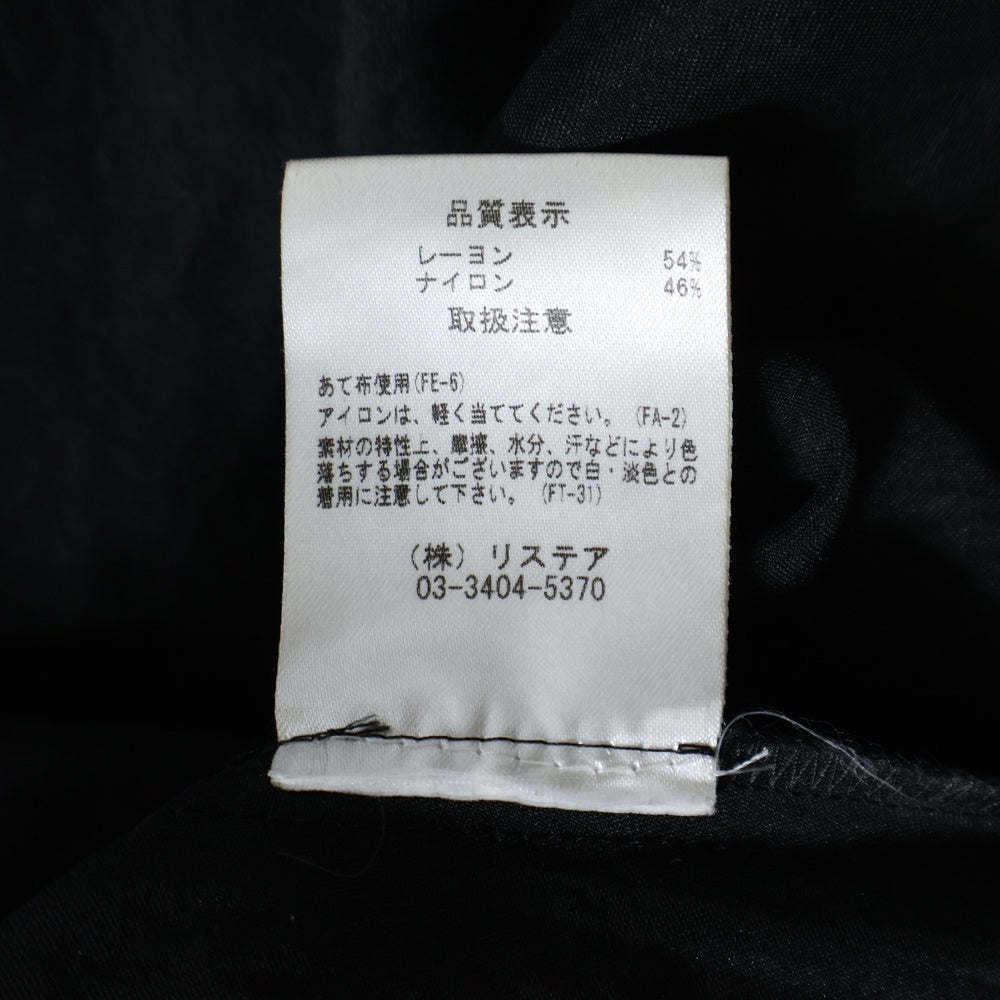 品質表示
レーヨン 54%
ナイロン 46%
取扱注意
あて布使用(FE-6)
アイロンは、軽く当ててください。(FA-2)
素材の特性上、摩擦、水分、汗などにより色
落ちする場合がございますので白・淡色との
着用に注意して下さい。(FT-31)
(株) リステア
03-3404-5370